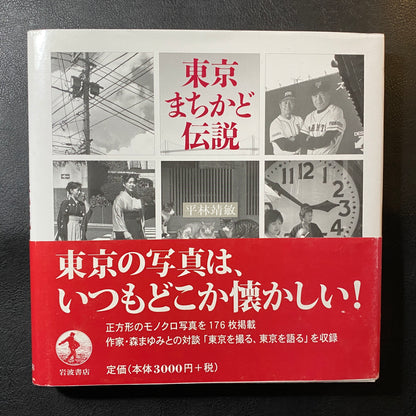 東京
まちかど
伝説
平林靖敏
東京の写真は、
いつもどこか懐かしい！
正方形のモノクロ写真を176枚掲載
作家・森まゆみとの対談「東京を撮る、東京を語る」を収録
岩波書店
定価(本体3000円+税)